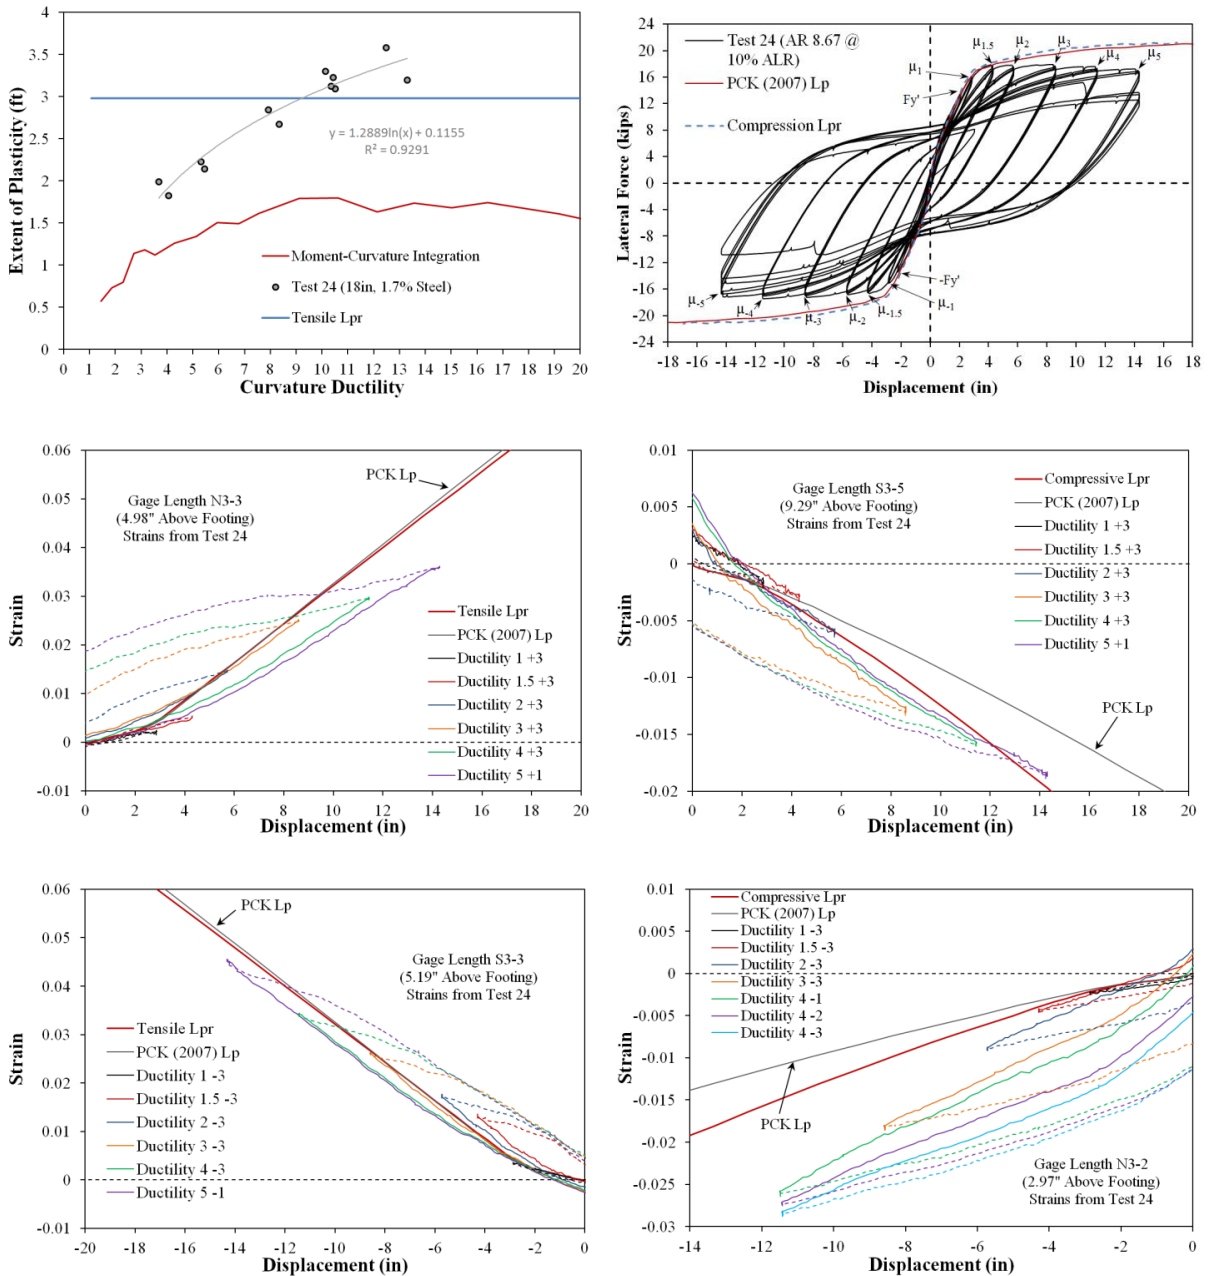 4
3.5
3
2.5
2
1.5
1
0.5
0
Extent of Plasticity (ft)
y = 1.2889ln(x) + 0.1155
R² = 0.9291
Moment-Curvature Integration
Test 24 (18in, 1.7% Steel)
Tensile Lpr
0 1 2 3 4 5 6 7 8 9 10 11 12 13 14 15 16 17 18 19 20
Curvature Ductility
24
20
16
12
8
4
0
-4
-8
-12
-16
-20
-24
Lateral Force (kips)
Test 24 (AR 8.67 @
10% ALR)
PCK (2007) Lp
Compression Lpr
μ1
μ1.5
μ2
μ3
μ4
μ5
Fy'
-Fy'
μ-1
μ-1.5
μ-2
μ-3
μ-4
μ-5
-18 -16 -14 -12 -10 -8 -6 -4 -2 0 2 4 6 8 10 12 14 16 18
Displacement (in)
0.06
0.05
0.04
0.03
0.02
0.01
0
-0.01
Strain
Gage Length N3-3
(4.98" Above Footing)
Strains from Test 24
PCK Lp
Tensile Lpr
PCK (2007) Lp
Ductility 1 +3
Ductility 1.5 +3
Ductility 2 +3
Ductility 3 +3
Ductility 4 +3
Ductility 5 +1
0 2 4 6 8 10 12 14 16 18 20
Displacement (in)
0.01
0.005
0
-0.005
-0.01
-0.015
-0.02
Strain
Gage Length S3-5
(9.29" Above Footing)
Strains from Test 24
Compressive Lpr
PCK (2007) Lp
Ductility 1 +3
Ductility 1.5 +3
Ductility 2 +3
Ductility 3 +3
Ductility 4 +3
Ductility 5 +1
PCK Lp
0 2 4 6 8 10 12 14 16 18 20
Displacement (in)
0.06
0.05
0.04
0.03
0.02
0.01
0
-0.01
Strain
PCK Lp
Gage Length S3-3
(5.19" Above Footing)
Strains from Test 24
Tensile Lpr
PCK (2007) Lp
Ductility 1 -3
Ductility 1.5 -3
Ductility 2 -3
Ductility 3 -3
Ductility 4 -3
Ductility 5 -1
-20 -18 -16 -14 -12 -10 -8 -6 -4 -2 0
Displacement (in)
0.01
0.005
0
-0.005
-0.01
-0.015
-0.02
-0.025
-0.03
Strain
Compressive Lpr
PCK (2007) Lp
Ductility 1 -3
Ductility 1.5 -3
Ductility 2 -3
Ductility 3 -3
Ductility 4 -1
Ductility 4 -2
Ductility 4 -3
PCK Lp
Gage Length N3-2
(2.97" Above Footing)
Strains from Test 24
-14 -12 -10 -8 -6 -4 -2 0
Displacement (in)